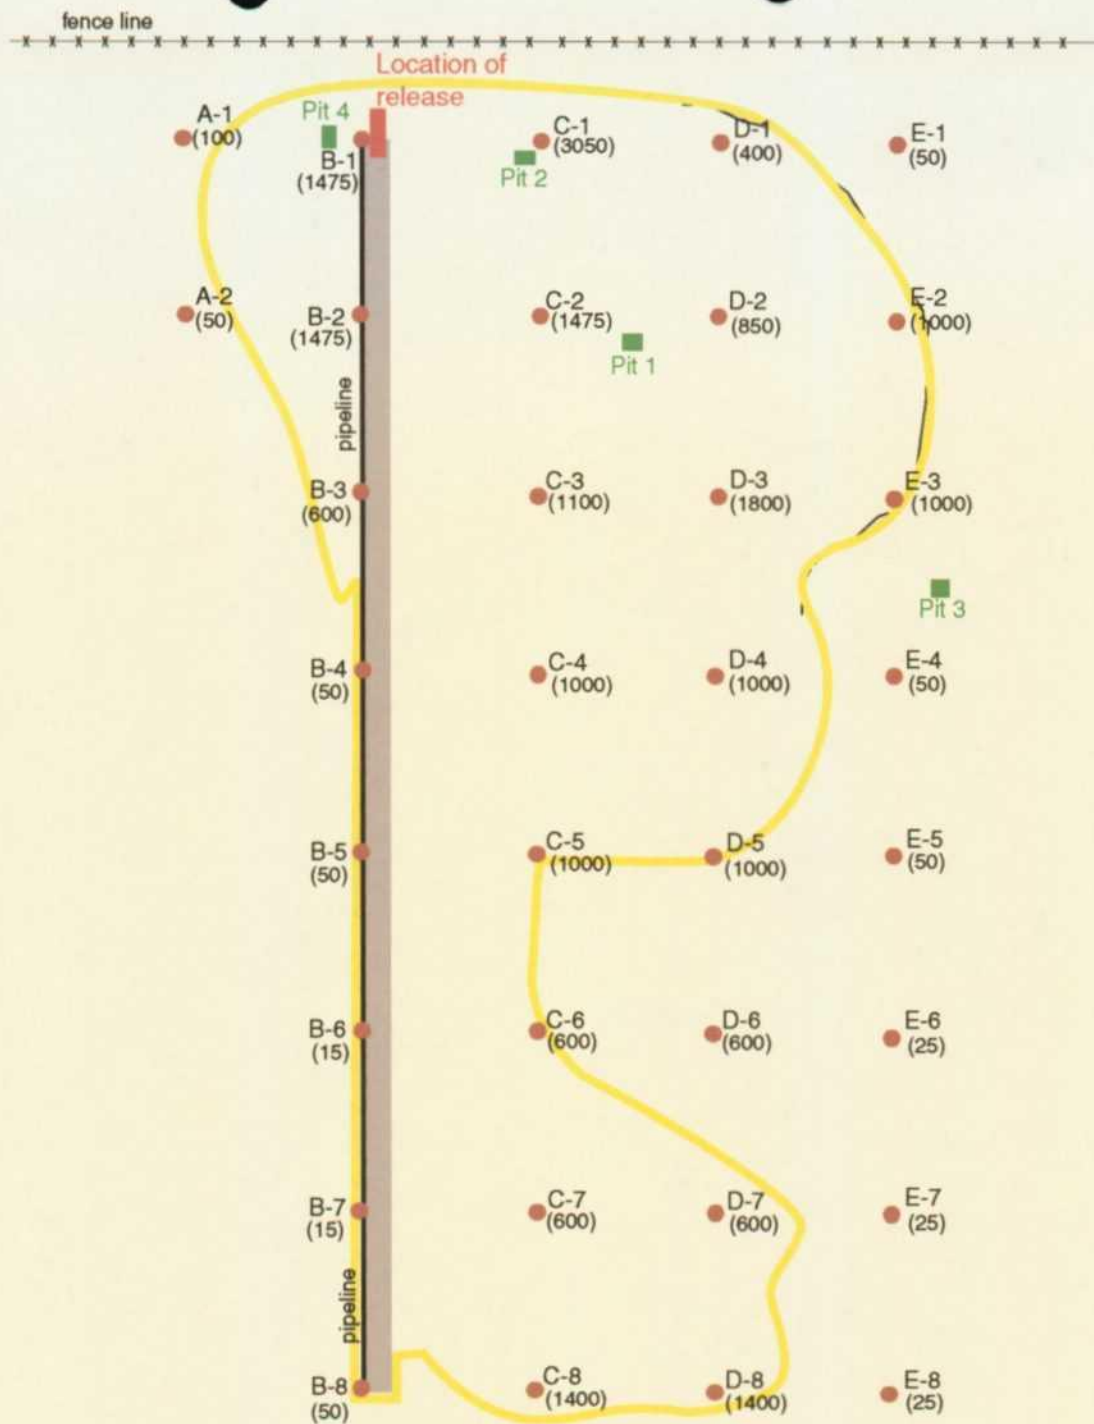 fence line
Location of
release
Pit 4
A-1
(100)
B-1
(1475)
C-1
(3050)
Pit 2
D-1
(400)
E-1
(50)
A-2
(50)
B-2
(1475)
C-2
(1475)
Pit 1
D-2
(850)
E-2
(1000)
pipeline
B-3
(600)
C-3
(1100)
D-3
(1800)
E-3
(1000)
Pit 3
B-4
(50)
C-4
(1000)
D-4
(1000)
E-4
(50)
B-5
(50)
C-5
(1000)
D-5
(1000)
E-5
(50)
B-6
(15)
C-6
(600)
D-6
(600)
E-6
(25)
B-7
(15)
C-7
(600)
D-7
(600)
E-7
(25)
pipeline
B-8
(50)
C-8
(1400)
D-8
(1400)
E-8
(25)